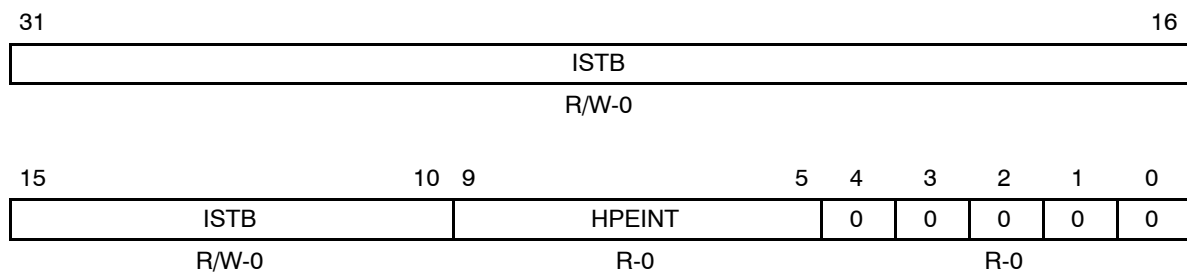 31 16
ISTB
R/W-0
15 10 9 5 4 3 2 1 0
ISTB HPEINT 0 0 0 0 0
R/W-0 R-0 R-0